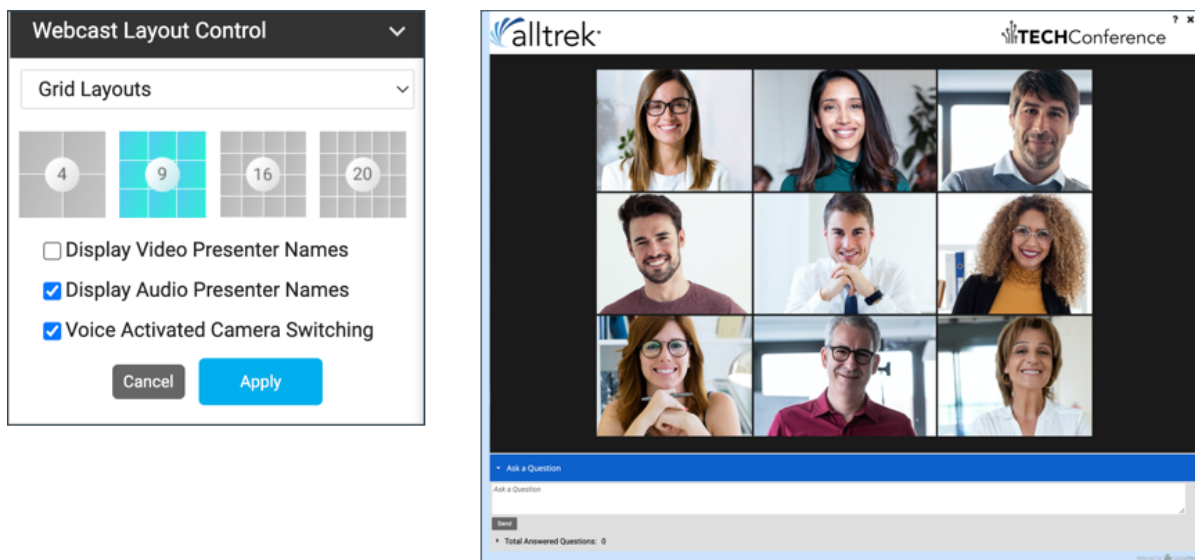 Webcast Layout Control
Grid Layouts
4
9
16
20
Display Video Presenter Names
Display Audio Presenter Names
Voice Activated Camera Switching
Cancel
Apply
alltrek
TECHConference
? x
Ask a Question
Ask a Question
Send
Total Answered Questions: 0